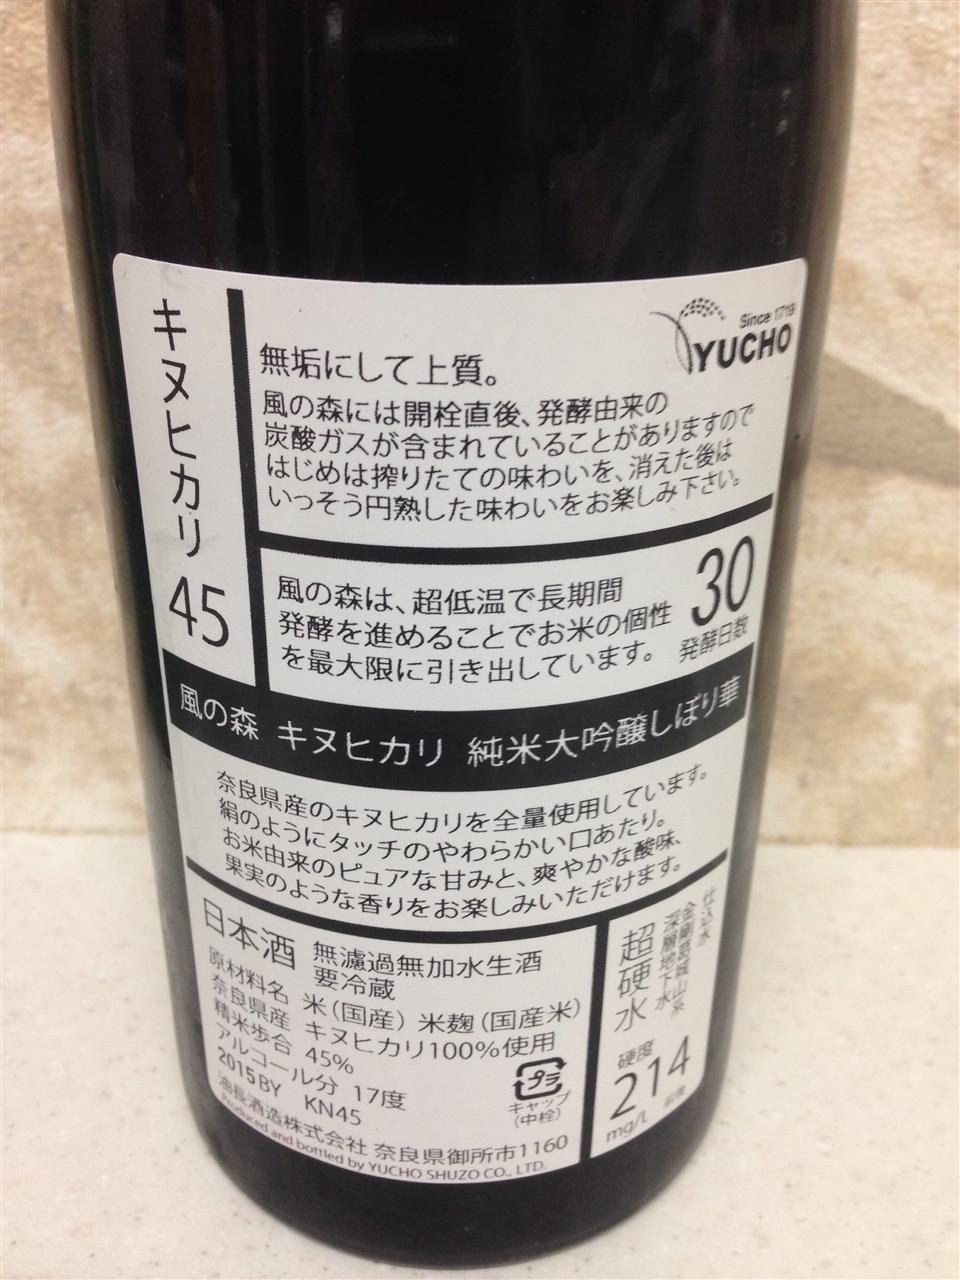 キヌヒカリ
45
Since 1719
YUCHO
無垢にして上質。
風の森には開栓直後、発酵由来の
炭酸ガスが含まれていることがありますので
はじめは搾りたての味わいを、消えた後は
いっそう円熟した味わいをお楽しみ下さい。
風の森は、超低温で長期間
発酵を進めることでお米の個性
を最大限に引き出しています。
30
発酵日数
風の森 キヌヒカリ 純米大吟醸しぼり華
奈良県産のキヌヒカリを全量使用しています。
絹のようにタッチのやわらかい口あたり。
お米由来のピュアな甘みと、爽やかな酸味、
果実のような香りをお楽しみいただけます。
日本酒
無濾過無加水生酒
要冷蔵
原材料名 米(国産) 米麹(国産米)
奈良県産 キヌヒカリ100%使用
精米歩合 45%
アルコール分 17度
2015BY KN45
プラ
キャップ
(中栓)
油長酒造株式会社 奈良県御所市1160
Produced and bottled by YUCHO SHUZO CO., LTD.
仕込水
金剛葛城山系
深層地下水
超硬水
硬度
214
mg/L